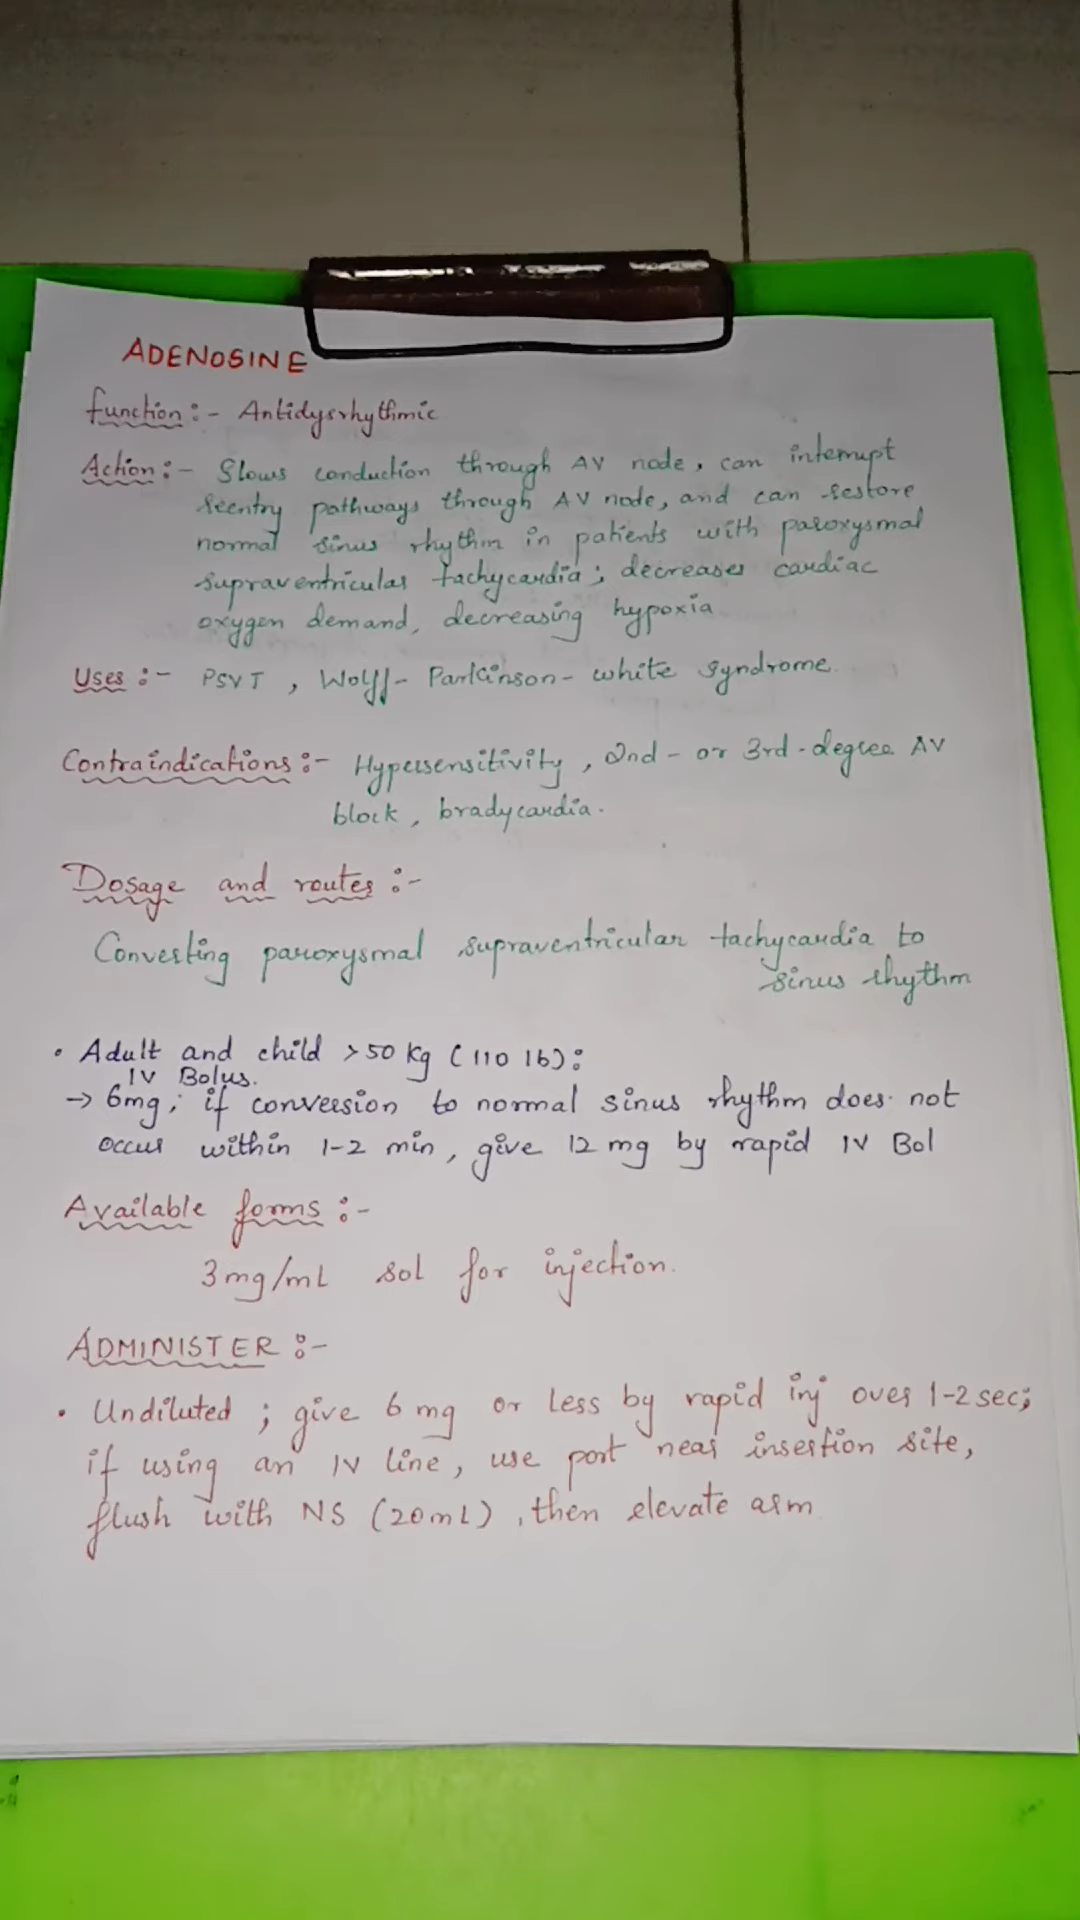 ADENOSINE
function :- Antidysrhythmic
Action :- Slows conduction through AV node, can interrupt
reentry pathways through AV node, and can restore
normal sinus rhythm in patients with paroxysmal
supraventricular tachycardia; decreases cardiac
oxygen demand, decreasing hypoxia
Uses :- PSVT , Wolff- Parkinson- white syndrome.
Contraindications :- Hypersensitivity , 2nd - or 3rd - degree AV
block , bradycardia .
Dosage and routes :-
Converting paroxysmal supraventricular tachycardia to
sinus rhythm
• Adult and child > 50 kg ( 110 lb) :
IV Bolus.
→ 6mg; if conversion to normal sinus rhythm does not
occur within 1-2 min, give 12 mg by rapid IV Bol
Available forms :-
3mg/mL sol for injection.
ADMINISTER :-
• Undiluted ; give 6 mg or less by rapid inj over 1-2 sec;
if using an IV line, use port near insertion site,
flush with NS (20mL) , then elevate arm